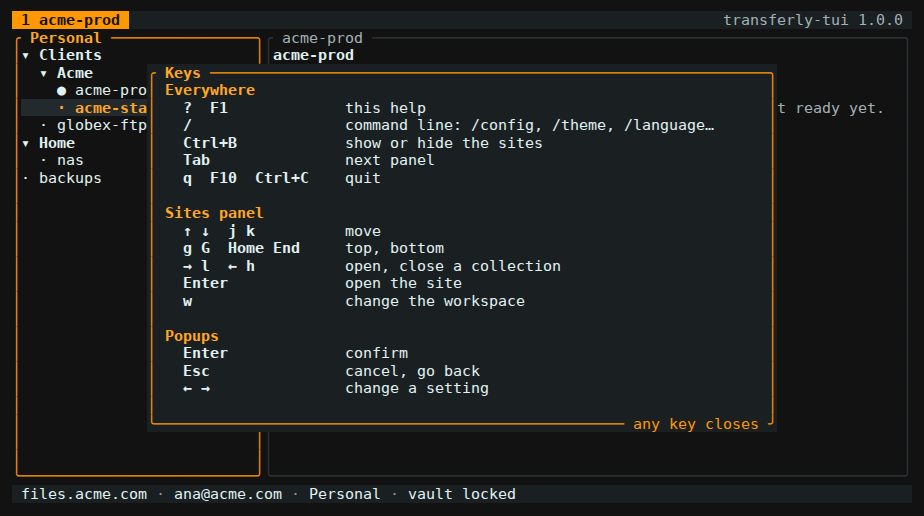 1 acme-prod transferly-tui 1.0.0
Personal acme-prod
▾ Clients acme-prod
▾ Acme
● acme-pro
· acme-sta t ready yet.
· globex-ftp
▾ Home
· nas
· backups
Keys
Everywhere
? F1 this help
/ command line: /config, /theme, /language…
Ctrl+B show or hide the sites
Tab next panel
q F10 Ctrl+C quit
Sites panel
↑ ↓ j k move
g G Home End top, bottom
→ l ← h open, close a collection
Enter open the site
w change the workspace
Popups
Enter confirm
Esc cancel, go back
← → change a setting
any key closes
files.acme.com · ana@acme.com · Personal · vault locked